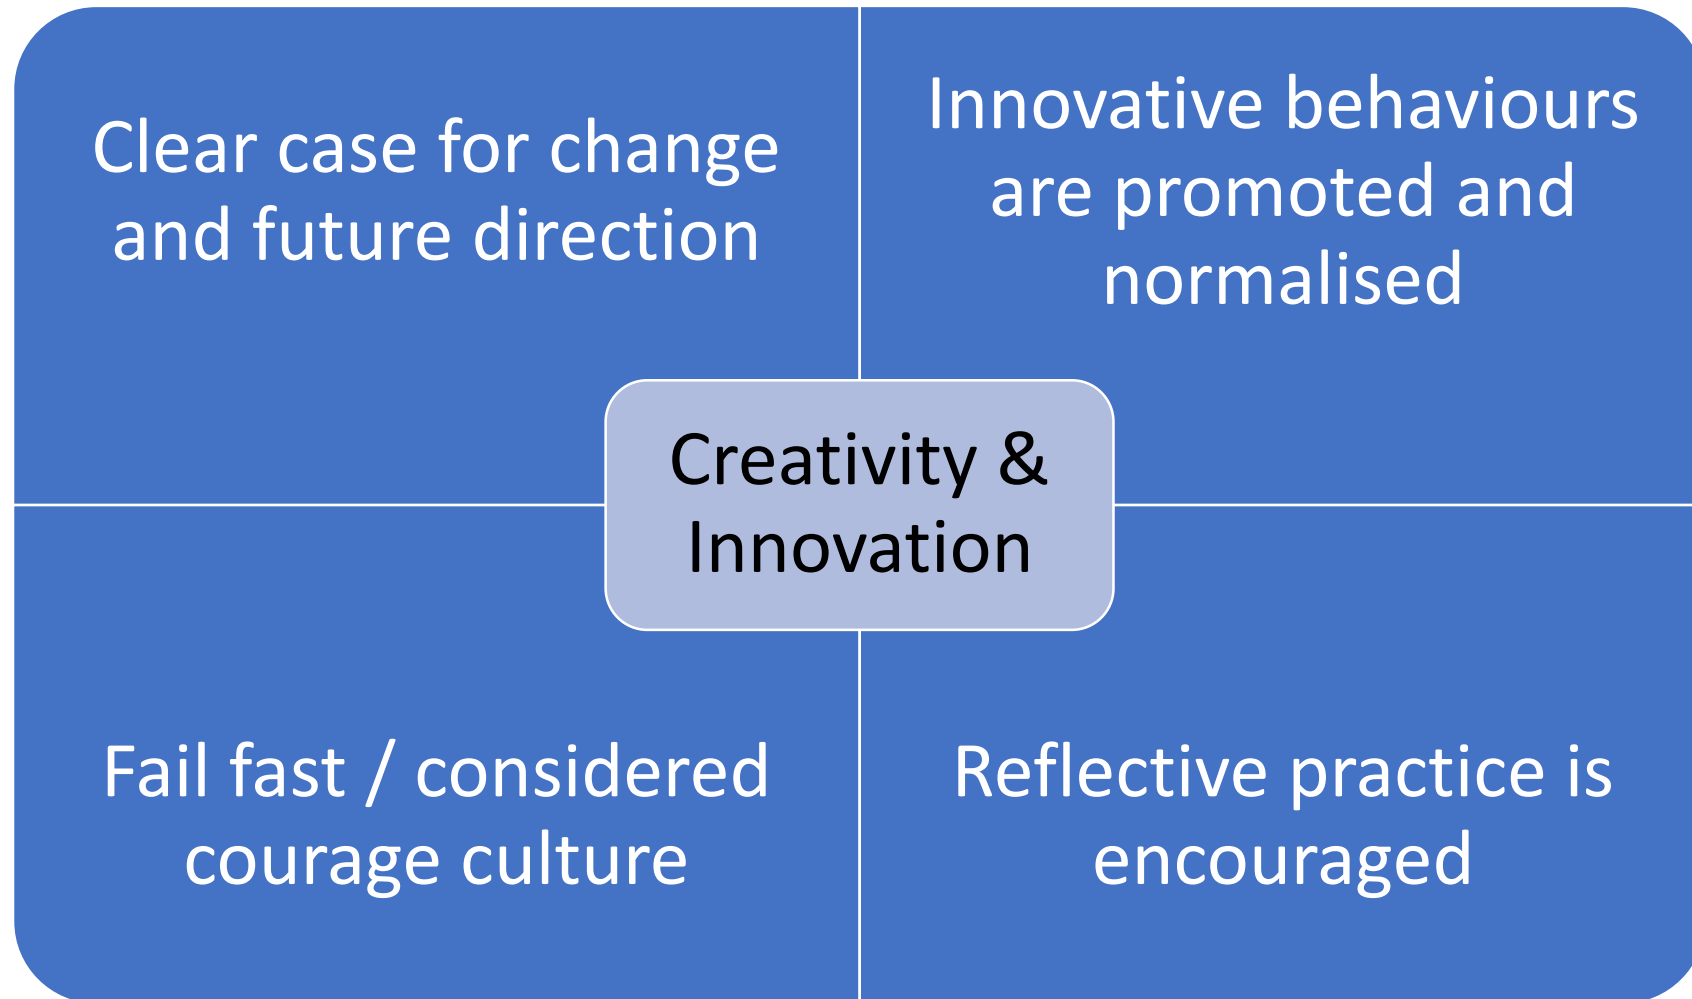 Clear case for change
and future direction
Innovative behaviours
are promoted and
normalised
Creativity &
Innovation
Fail fast / considered
courage culture
Reflective practice is
encouraged